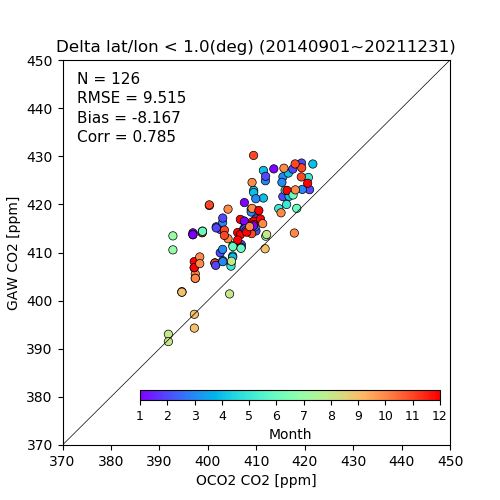 Delta lat/lon < 1.0(deg) (20140901~20211231)
450
440
430
420
410
400
390
380
370
GAW CO2 [ppm]
N = 126
RMSE = 9.515
Bias = -8.167
Corr = 0.785
1 2 3 4 5 6 7 8 9 10 11 12
Month
370 380 390 400 410 420 430 440 450
OCO2 CO2 [ppm]